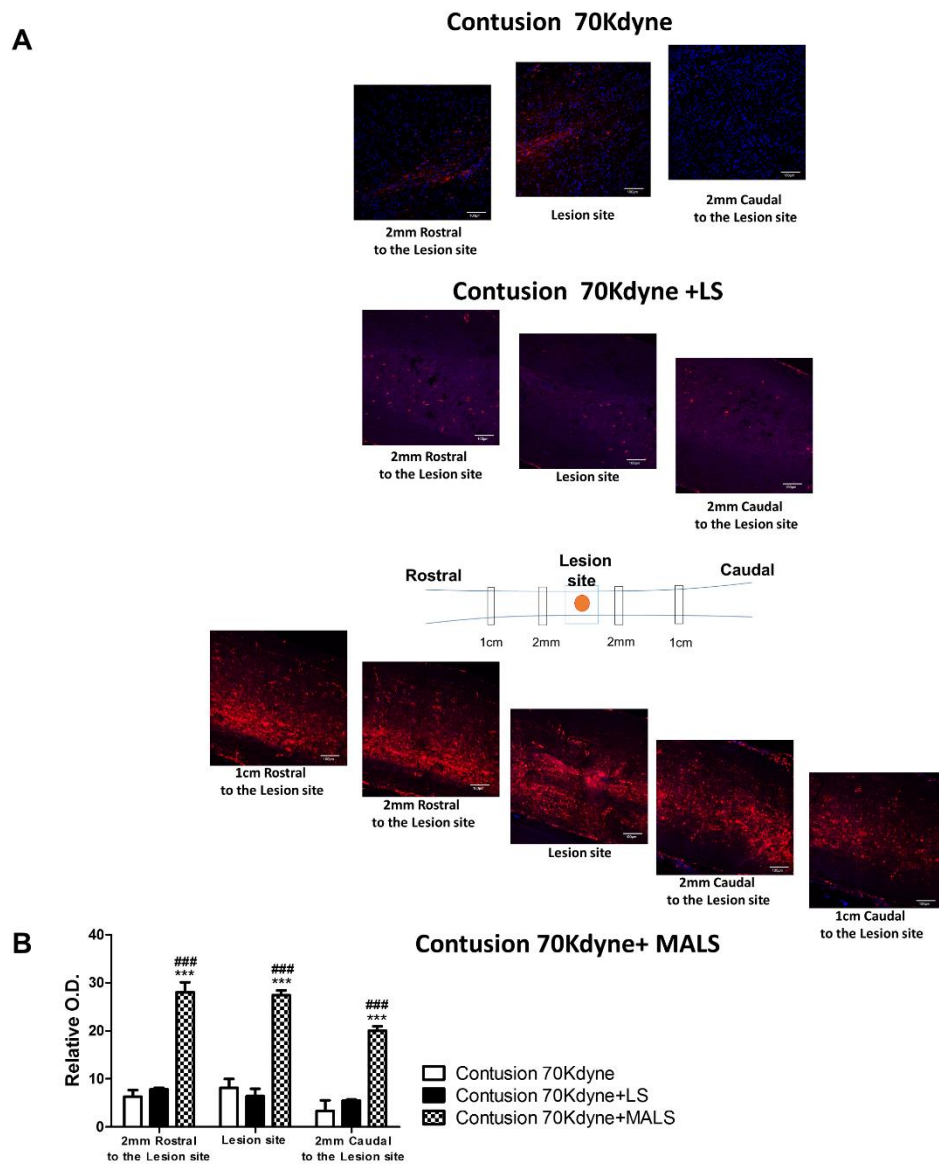 A
Contusion 70Kdyne
2mm Rostral
to the Lesion site
Lesion site
2mm Caudal
to the Lesion site
Contusion 70Kdyne +LS
2mm Rostral
to the Lesion site
Lesion site
2mm Caudal
to the Lesion site
Rostral
Lesion
site
Caudal
1cm
2mm
2mm
1cm
1cm Rostral
to the Lesion site
2mm Rostral
to the Lesion site
Lesion site
2mm Caudal
to the Lesion site
1cm Caudal
to the Lesion site
B
Contusion 70Kdyne+ MALS
Relative O.D.
40
30
20
10
0
###
***
###
***
###
***
2mm Rostral
to the Lesion site
Lesion site
2mm Caudal
to the Lesion site
Contusion 70Kdyne
Contusion 70Kdyne+LS
Contusion 70Kdyne+MALS